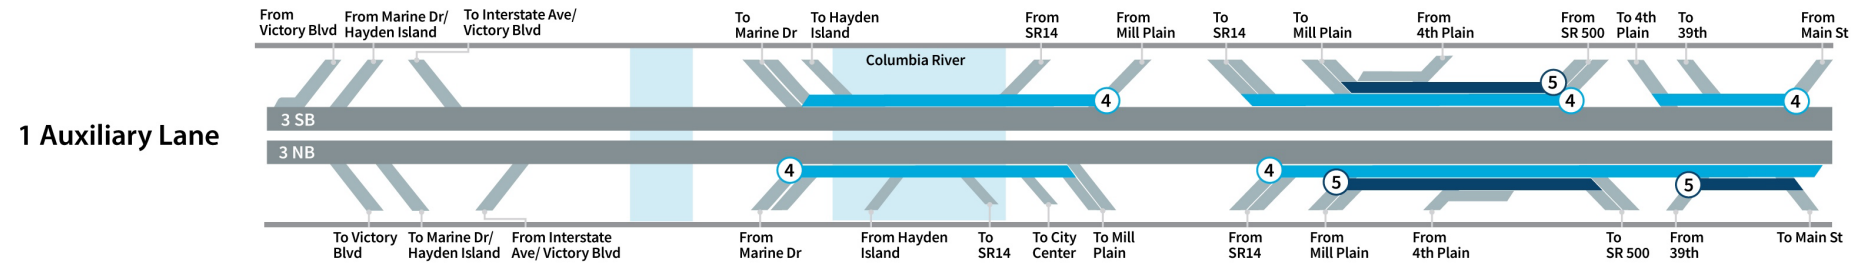 From
Victory Blvd
From Marine Dr/
Hayden Island
To Interstate Ave/
Victory Blvd
To
Marine Dr
To Hayden
Island
From
SR14
From
Mill Plain
To
SR14
To
Mill Plain
From
4th Plain
From
SR 500
To 4th
Plain
To
39th
From
Main St
Columbia River
5
4
4
4
1 Auxiliary Lane
3 SB
3 NB
4
4
5
5
To Victory
Blvd
To Marine Dr/
Hayden Island
From Interstate
Ave/ Victory Blvd
From
Marine Dr
From Hayden
Island
To
SR14
To City
Center
To Mill
Plain
From
SR14
From
Mill Plain
From
4th Plain
To
SR 500
From
39th
To Main St